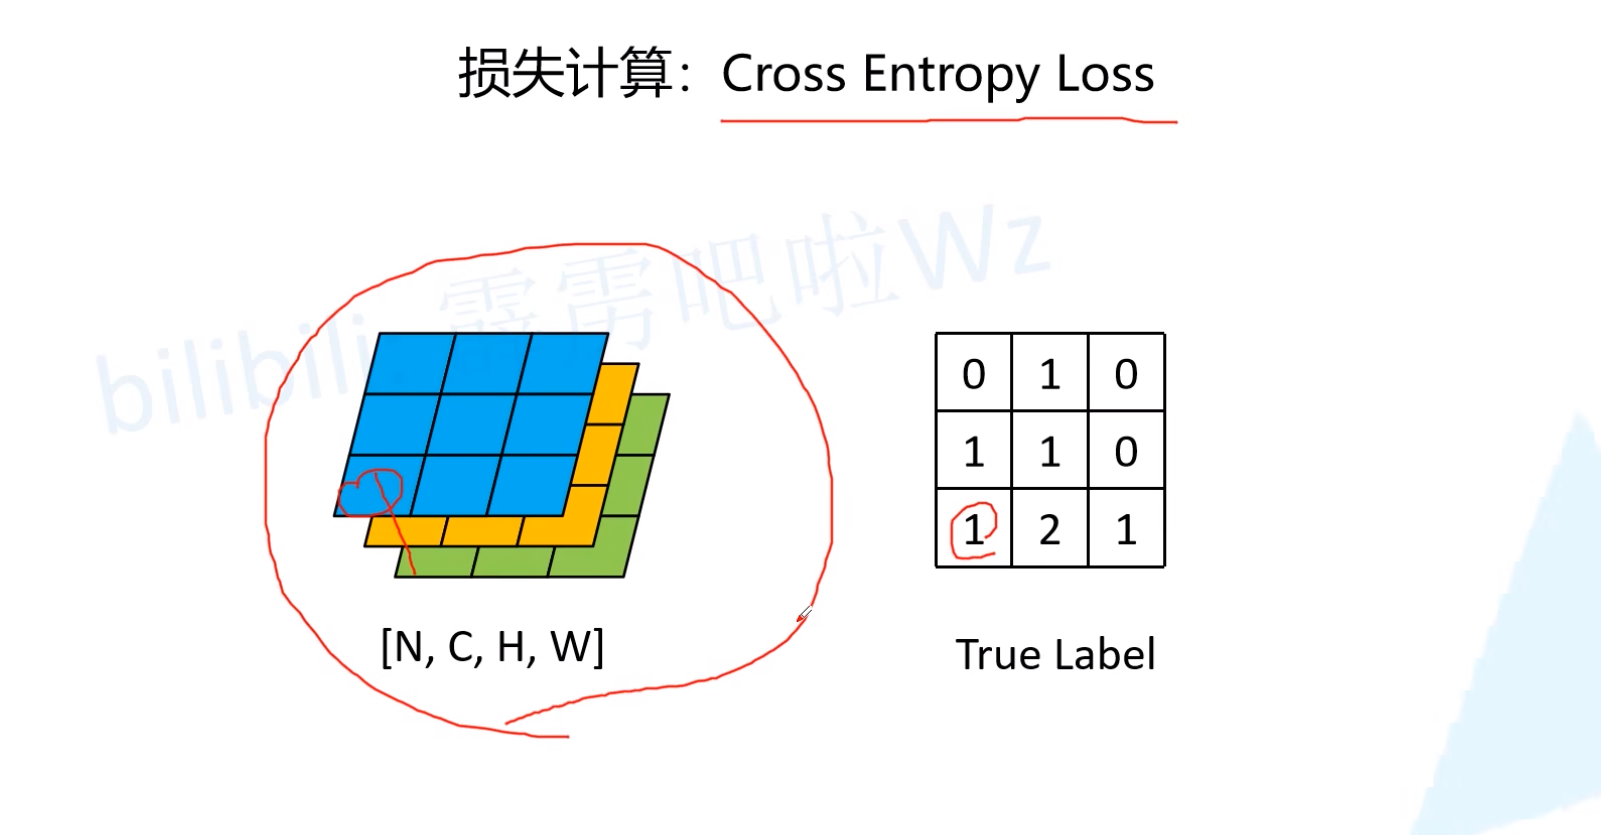 损失计算：Cross Entropy Loss
bilibili: 霹雳吧啦Wz
0 1 0
1 1 0
1 2 1
[N, C, H, W]
True Label